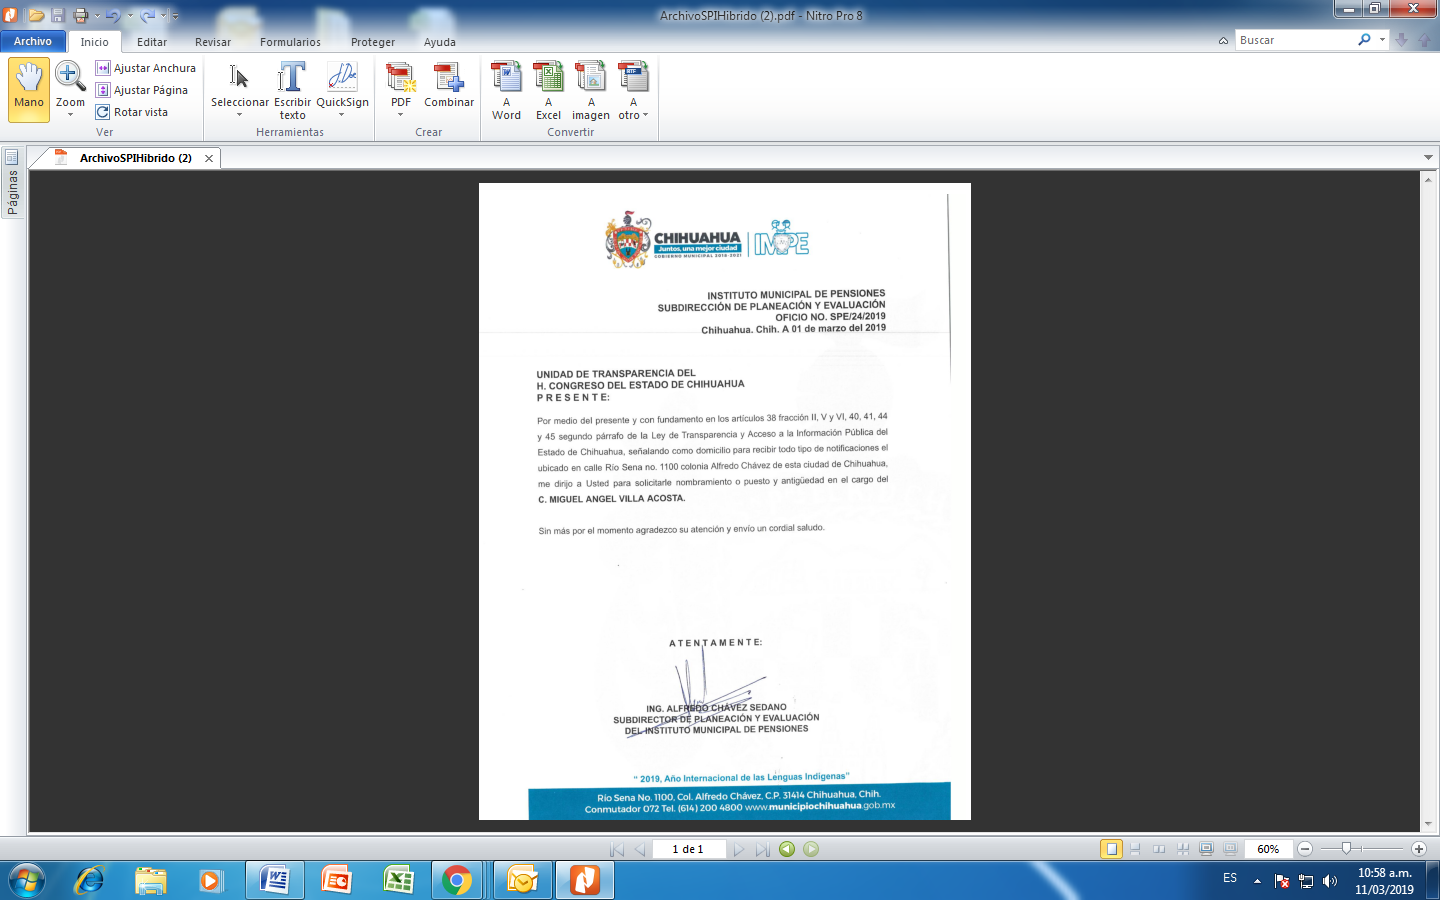 ArchivoSPIHibrido (2).pdf - Nitro Pro 8
Archivo
Inicio
Editar
Revisar
Formularios
Proteger
Ayuda
Buscar
Mano
Zoom
Ajustar Anchura
Ajustar Página
Rotar vista
Ver
Seleccionar
Escribir texto
QuickSign
Herramientas
PDF
Combinar
Crear
A Word
A Excel
A imagen
A otro
Convertir
Páginas
ArchivoSPIHibrido (2)
CHIHUAHUA
Juntos, una mejor ciudad
GOBIERNO MUNICIPAL 2018-2021
IMPE
INSTITUTO MUNICIPAL DE PENSIONES
SUBDIRECCIÓN DE PLANEACIÓN Y EVALUACIÓN
OFICIO NO. SPE/24/2019
Chihuahua. Chih. A 01 de marzo del 2019
UNIDAD DE TRANSPARENCIA DEL
H. CONGRESO DEL ESTADO DE CHIHUAHUA
P R E S E N T E:
Por medio del presente y con fundamento en los artículos 38 fracción II, V y VI, 40, 41, 44
y 45 segundo párrafo de la Ley de Transparencia y Acceso a la Información Pública del
Estado de Chihuahua, señalando como domicilio para recibir todo tipo de notificaciones el
ubicado en calle Río Sena no. 1100 colonia Alfredo Chávez de esta ciudad de Chihuahua,
me dirijo a Usted para solicitarle nombramiento o puesto y antigüedad en el cargo del
C. MIGUEL ANGEL VILLA ACOSTA.
Sin más por el momento agradezco su atención y envío un cordial saludo.
A T E N T A M E N T E:
ING. ALFREDO CHÁVEZ SEDANO
SUBDIRECTOR DE PLANEACIÓN Y EVALUACIÓN
DEL INSTITUTO MUNICIPAL DE PENSIONES
“ 2019, Año Internacional de las Lenguas Indígenas”
Río Sena No. 1100, Col. Alfredo Chávez, C.P. 31414 Chihuahua, Chih.
Conmutador 072 Tel. (614) 200 4800 www.municipiochihuahua.gob.mx
1 de 1
60%
ES
10:58 a.m.
11/03/2019